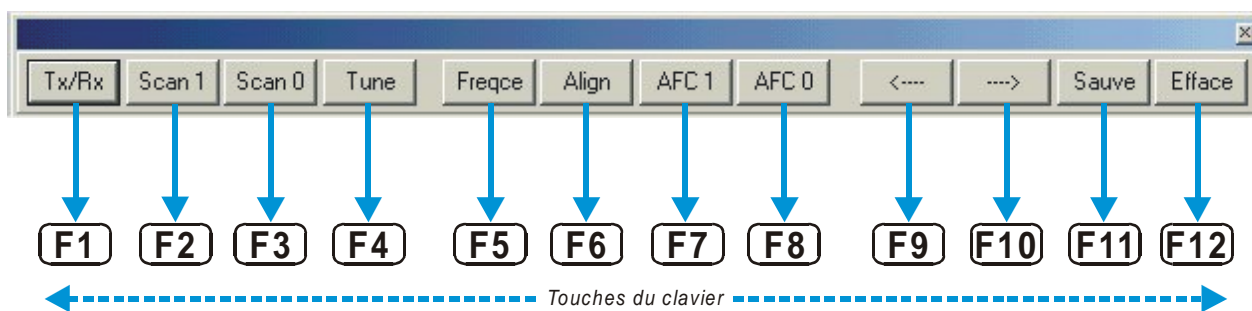 Tx/Rx Scan 1 Scan 0 Tune Freqce Align AFC 1 AFC 0 <---- ----> Sauve Efface
F1 F2 F3 F4 F5 F6 F7 F8 F9 F10 F11 F12
Touches du clavier